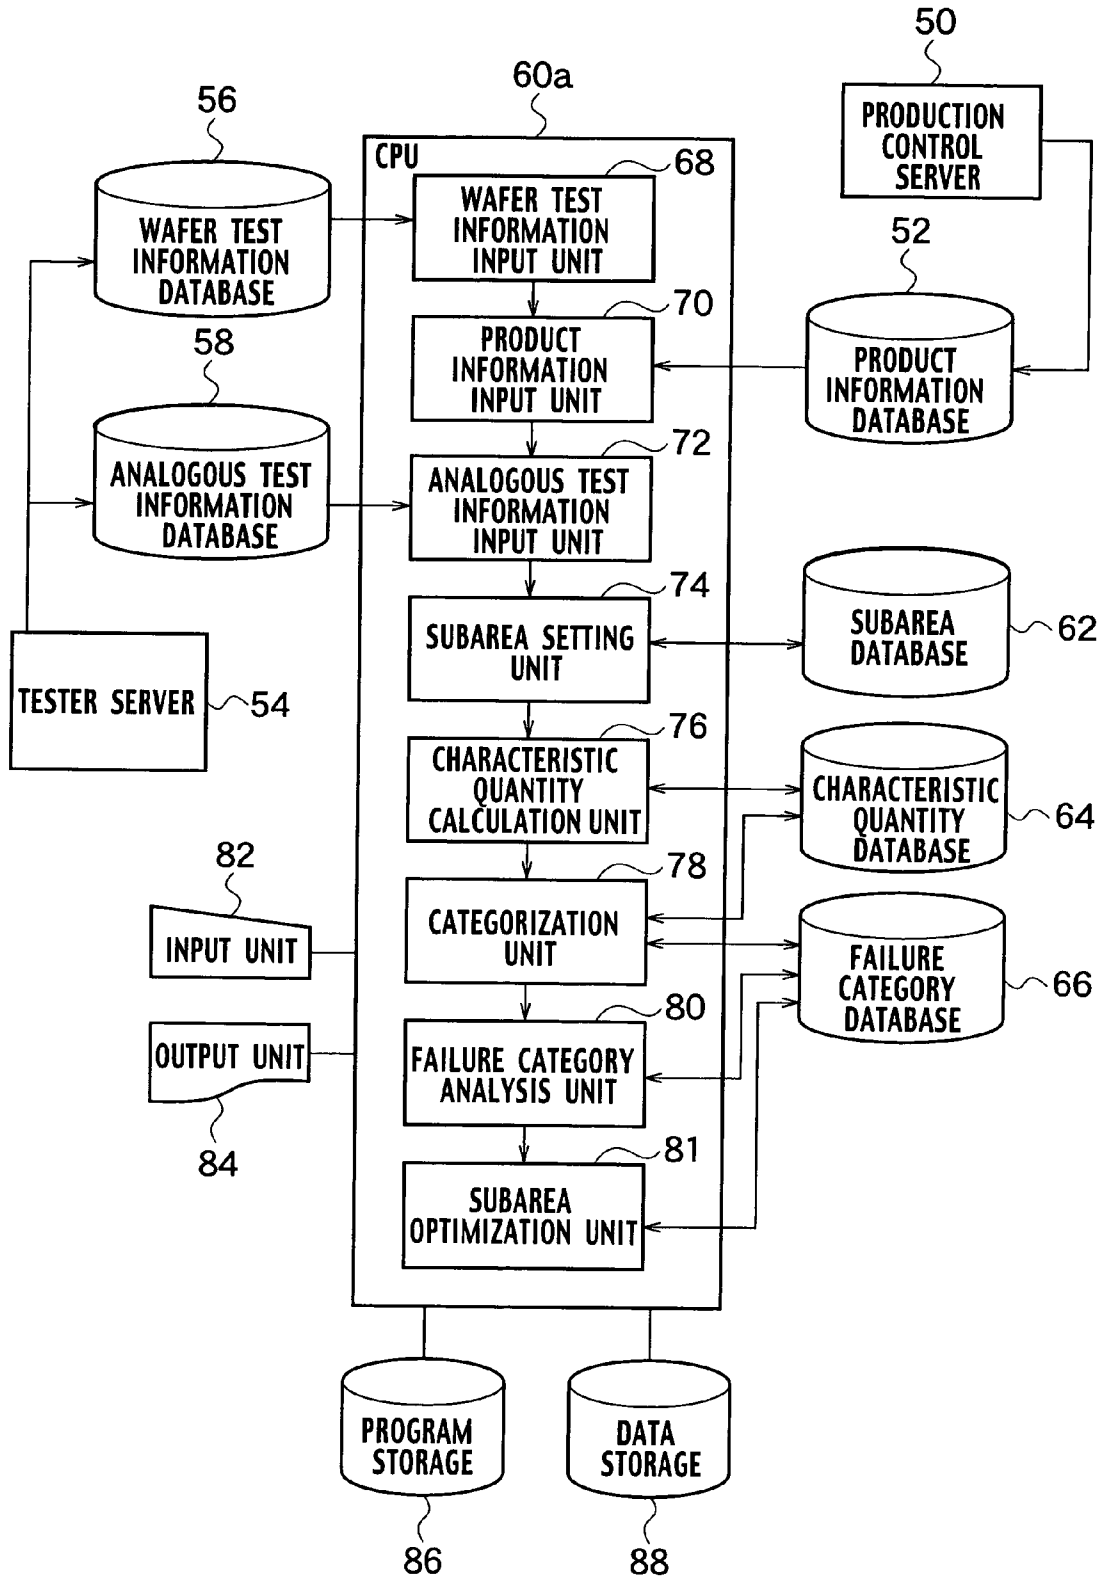 50
60a
56
PRODUCTION
CONTROL
SERVER
CPU
68
WAFER TEST
INFORMATION
INPUT UNIT
WAFER TEST
INFORMATION
DATABASE
52
70
PRODUCT
INFORMATION
INPUT UNIT
PRODUCT
INFORMATION
DATABASE
58
72
ANALOGOUS TEST
INFORMATION
DATABASE
ANALOGOUS TEST
INFORMATION
INPUT UNIT
74
SUBAREA SETTING
UNIT
SUBAREA
DATABASE
62
TESTER SERVER
54
76
CHARACTERISTIC
QUANTITY
CALCULATION UNIT
CHARACTERISTIC
QUANTITY
DATABASE
64
82
INPUT UNIT
78
CATEGORIZATION
UNIT
FAILURE
CATEGORY
DATABASE
66
80
OUTPUT UNIT
84
FAILURE CATEGORY
ANALYSIS UNIT
81
SUBAREA
OPTIMIZATION UNIT
PROGRAM
STORAGE
86
DATA
STORAGE
88